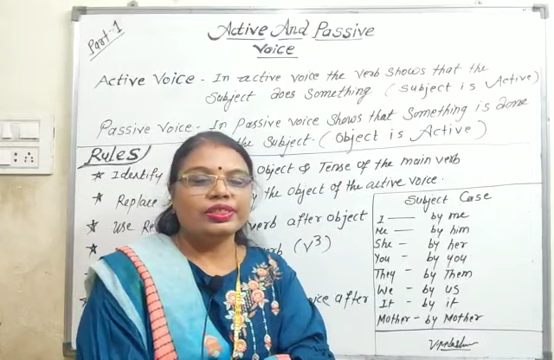 Part-1
Active And Passive
Voice
Active Voice - In active voice the verb shows that the
Subject does something (Subject is Active)
Passive Voice - In passive voice shows that something is done
the Subject. (Object is Active)
Rules
* Identify object & Tense of the main verb
* Replace by the object of the active voice.
* Use verb after object
* verb (V3)
after
Subject Case
I — by me
Me — by him
She - by her
You - by you
They - by Them
We - by us
It - by it
Mother - by Mother